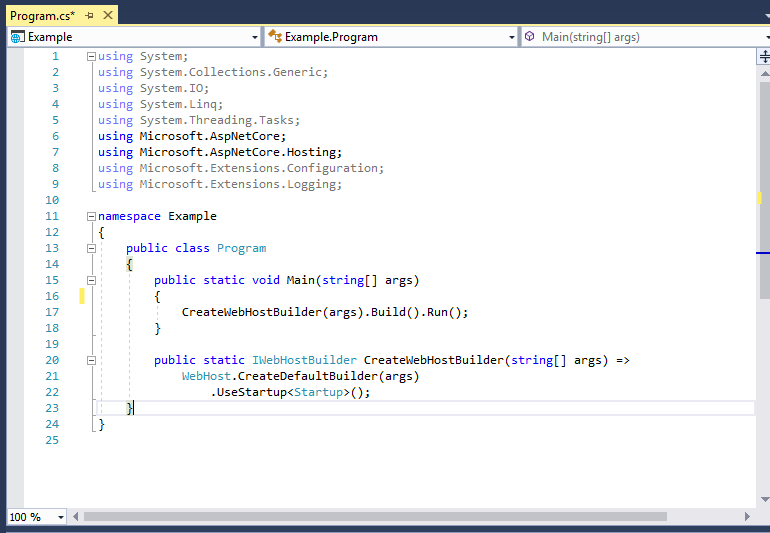 Program.cs*
Example
Example.Program
Main(string[] args)
1 using System;
2 using System.Collections.Generic;
3 using System.IO;
4 using System.Linq;
5 using System.Threading.Tasks;
6 using Microsoft.AspNetCore;
7 using Microsoft.AspNetCore.Hosting;
8 using Microsoft.Extensions.Configuration;
9 using Microsoft.Extensions.Logging;
10
11 namespace Example
12 {
13     public class Program
14     {
15         public static void Main(string[] args)
16         {
17             CreateWebHostBuilder(args).Build().Run();
18         }
19
20         public static IWebHostBuilder CreateWebHostBuilder(string[] args) =>
21             WebHost.CreateDefaultBuilder(args)
22                 .UseStartup<Startup>();
23     }
24 }
25
100 %